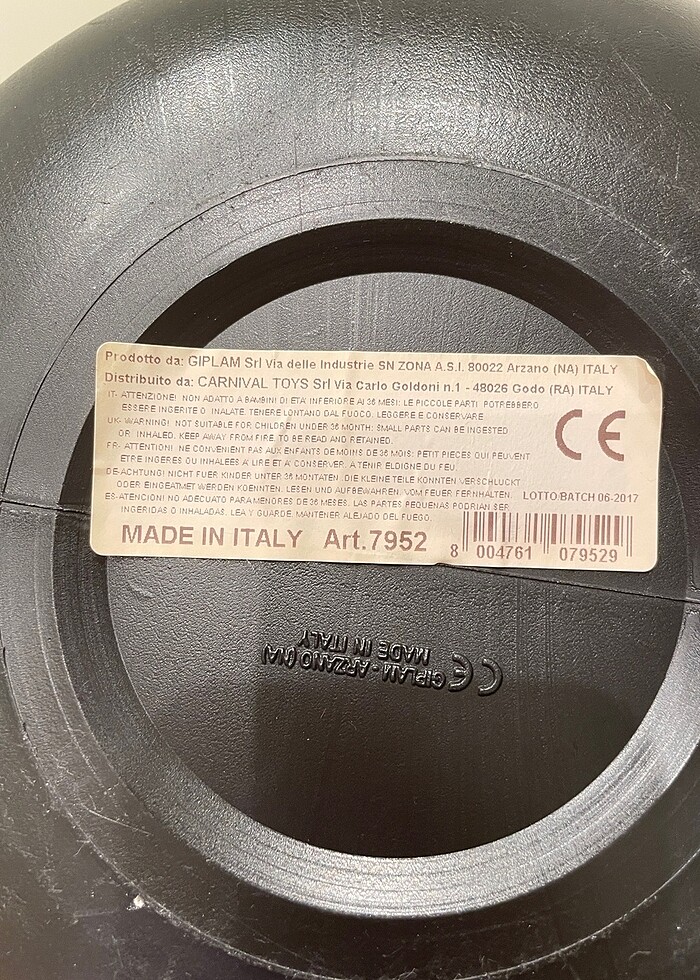 Prodotto da: GIPLAM Srl Via delle Industrie SN ZONA A.S.I. 80022 Arzano (NA) ITALY
Distribuito da: CARNIVAL TOYS Srl Via Carlo Goldoni n.1 - 48026 Godo (RA) ITALY
IT- ATTENZIONE! NON ADATTO A BAMBINI DI ETA' INFERIORE AI 36 MESI: LE PICCOLE PARTI POTREBBERO
ESSERE INGERITE O INALATE. TENERE LONTANO DAL FUOCO. LEGGERE E CONSERVARE
UK- WARNING! NOT SUITABLE FOR CHILDREN UNDER 36 MONTH: SMALL PARTS CAN BE INGESTED
OR INHALED. KEEP AWAY FROM FIRE. TO BE READ AND RETAINED.
FR- ATTENTION! NE CONVIENT PAS AUX ENFANTS DE MOINS DE 36 MOIS: PETIT PIECES QUI PEUVENT
ETRE INGERES OU INHALEES A' LIRE ET A' CONSERVER. A TENIR ELDIGNE DU FEU
DE-ACHTUNG! NICHT FUER KINDER UNTER 36 MONTATEN. DIE KLEINE TEILE KONNTEN VERSCHLUCKT
ODER EINGEATMET WERDEN KOENNTEN. LESEN UND AUFBEWAHREN. VOM FEUER FERNHALTEN.
ES-ATENCION! NO ADECUATO PARA MENORES DE 36 MESES. LAS PARTES PEQUENAS PODRIAN SER
INGERIDAS O INHALADAS. LEA Y GUARDE. MANTENER ALEJADO DEL FUEGO.
CE
LOTTO/BATCH 06-2017
MADE IN ITALY Art.7952
8 004761 079529
CE GIPLAM - ARZANO (NA)
MADE IN ITALY